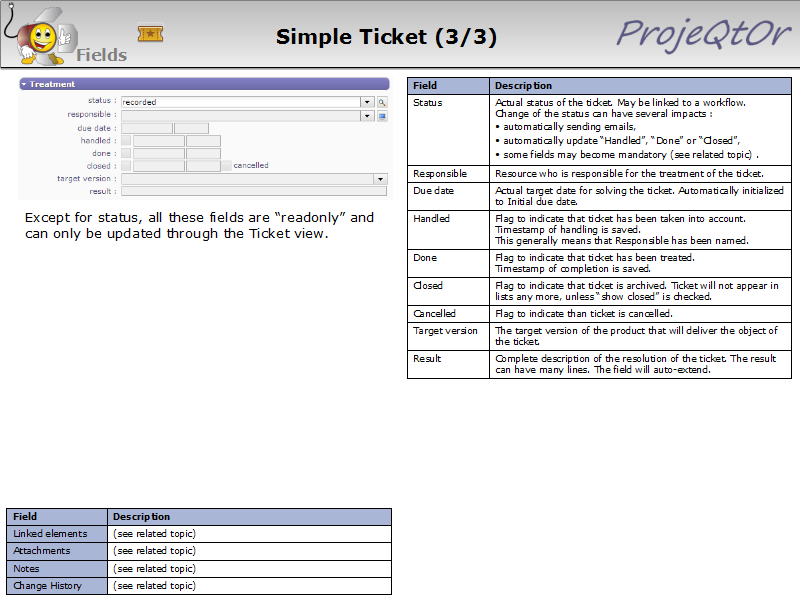 Fields
Simple Ticket (3/3)
ProjeQtOr
Treatment
status : recorded
responsible :
due date :
handled :
done :
closed : cancelled
target version :
result :
Except for status, all these fields are “readonly” and
can only be updated through the Ticket view.
Field Description
Status Actual status of the ticket. May be linked to a workflow.
Change of the status can have several impacts :
• automatically sending emails,
• automatically update “Handled”, “Done” or “Closed”,
• some fields may become mandatory (see related topic) .
Responsible Resource who is responsible for the treatment of the ticket.
Due date Actual target date for solving the ticket. Automatically initialized
to Initial due date.
Handled Flag to indicate that ticket has been taken into account.
Timestamp of handling is saved.
This generally means that Responsible has been named.
Done Flag to indicate that ticket has been treated.
Timestamp of completion is saved.
Closed Flag to indicate that ticket is archived. Ticket will not appear in
lists any more, unless “show closed” is checked.
Cancelled Flag to indicate than ticket is cancelled.
Target version The target version of the product that will deliver the object of
the ticket.
Result Complete description of the resolution of the ticket. The result
can have many lines. The field will auto-extend.
Field Description
Linked elements (see related topic)
Attachments (see related topic)
Notes (see related topic)
Change History (see related topic)